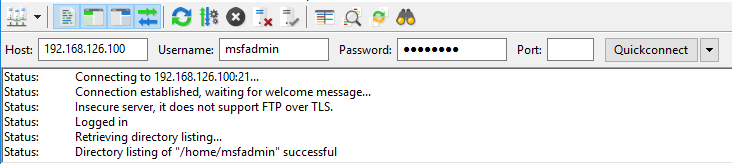 Host: 192.168.126.100 Username: msfadmin Password: ●●●●●●●● Port: Quickconnect
Status: Connecting to 192.168.126.100:21...
Status: Connection established, waiting for welcome message...
Status: Insecure server, it does not support FTP over TLS.
Status: Logged in
Status: Retrieving directory listing...
Status: Directory listing of "/home/msfadmin" successful